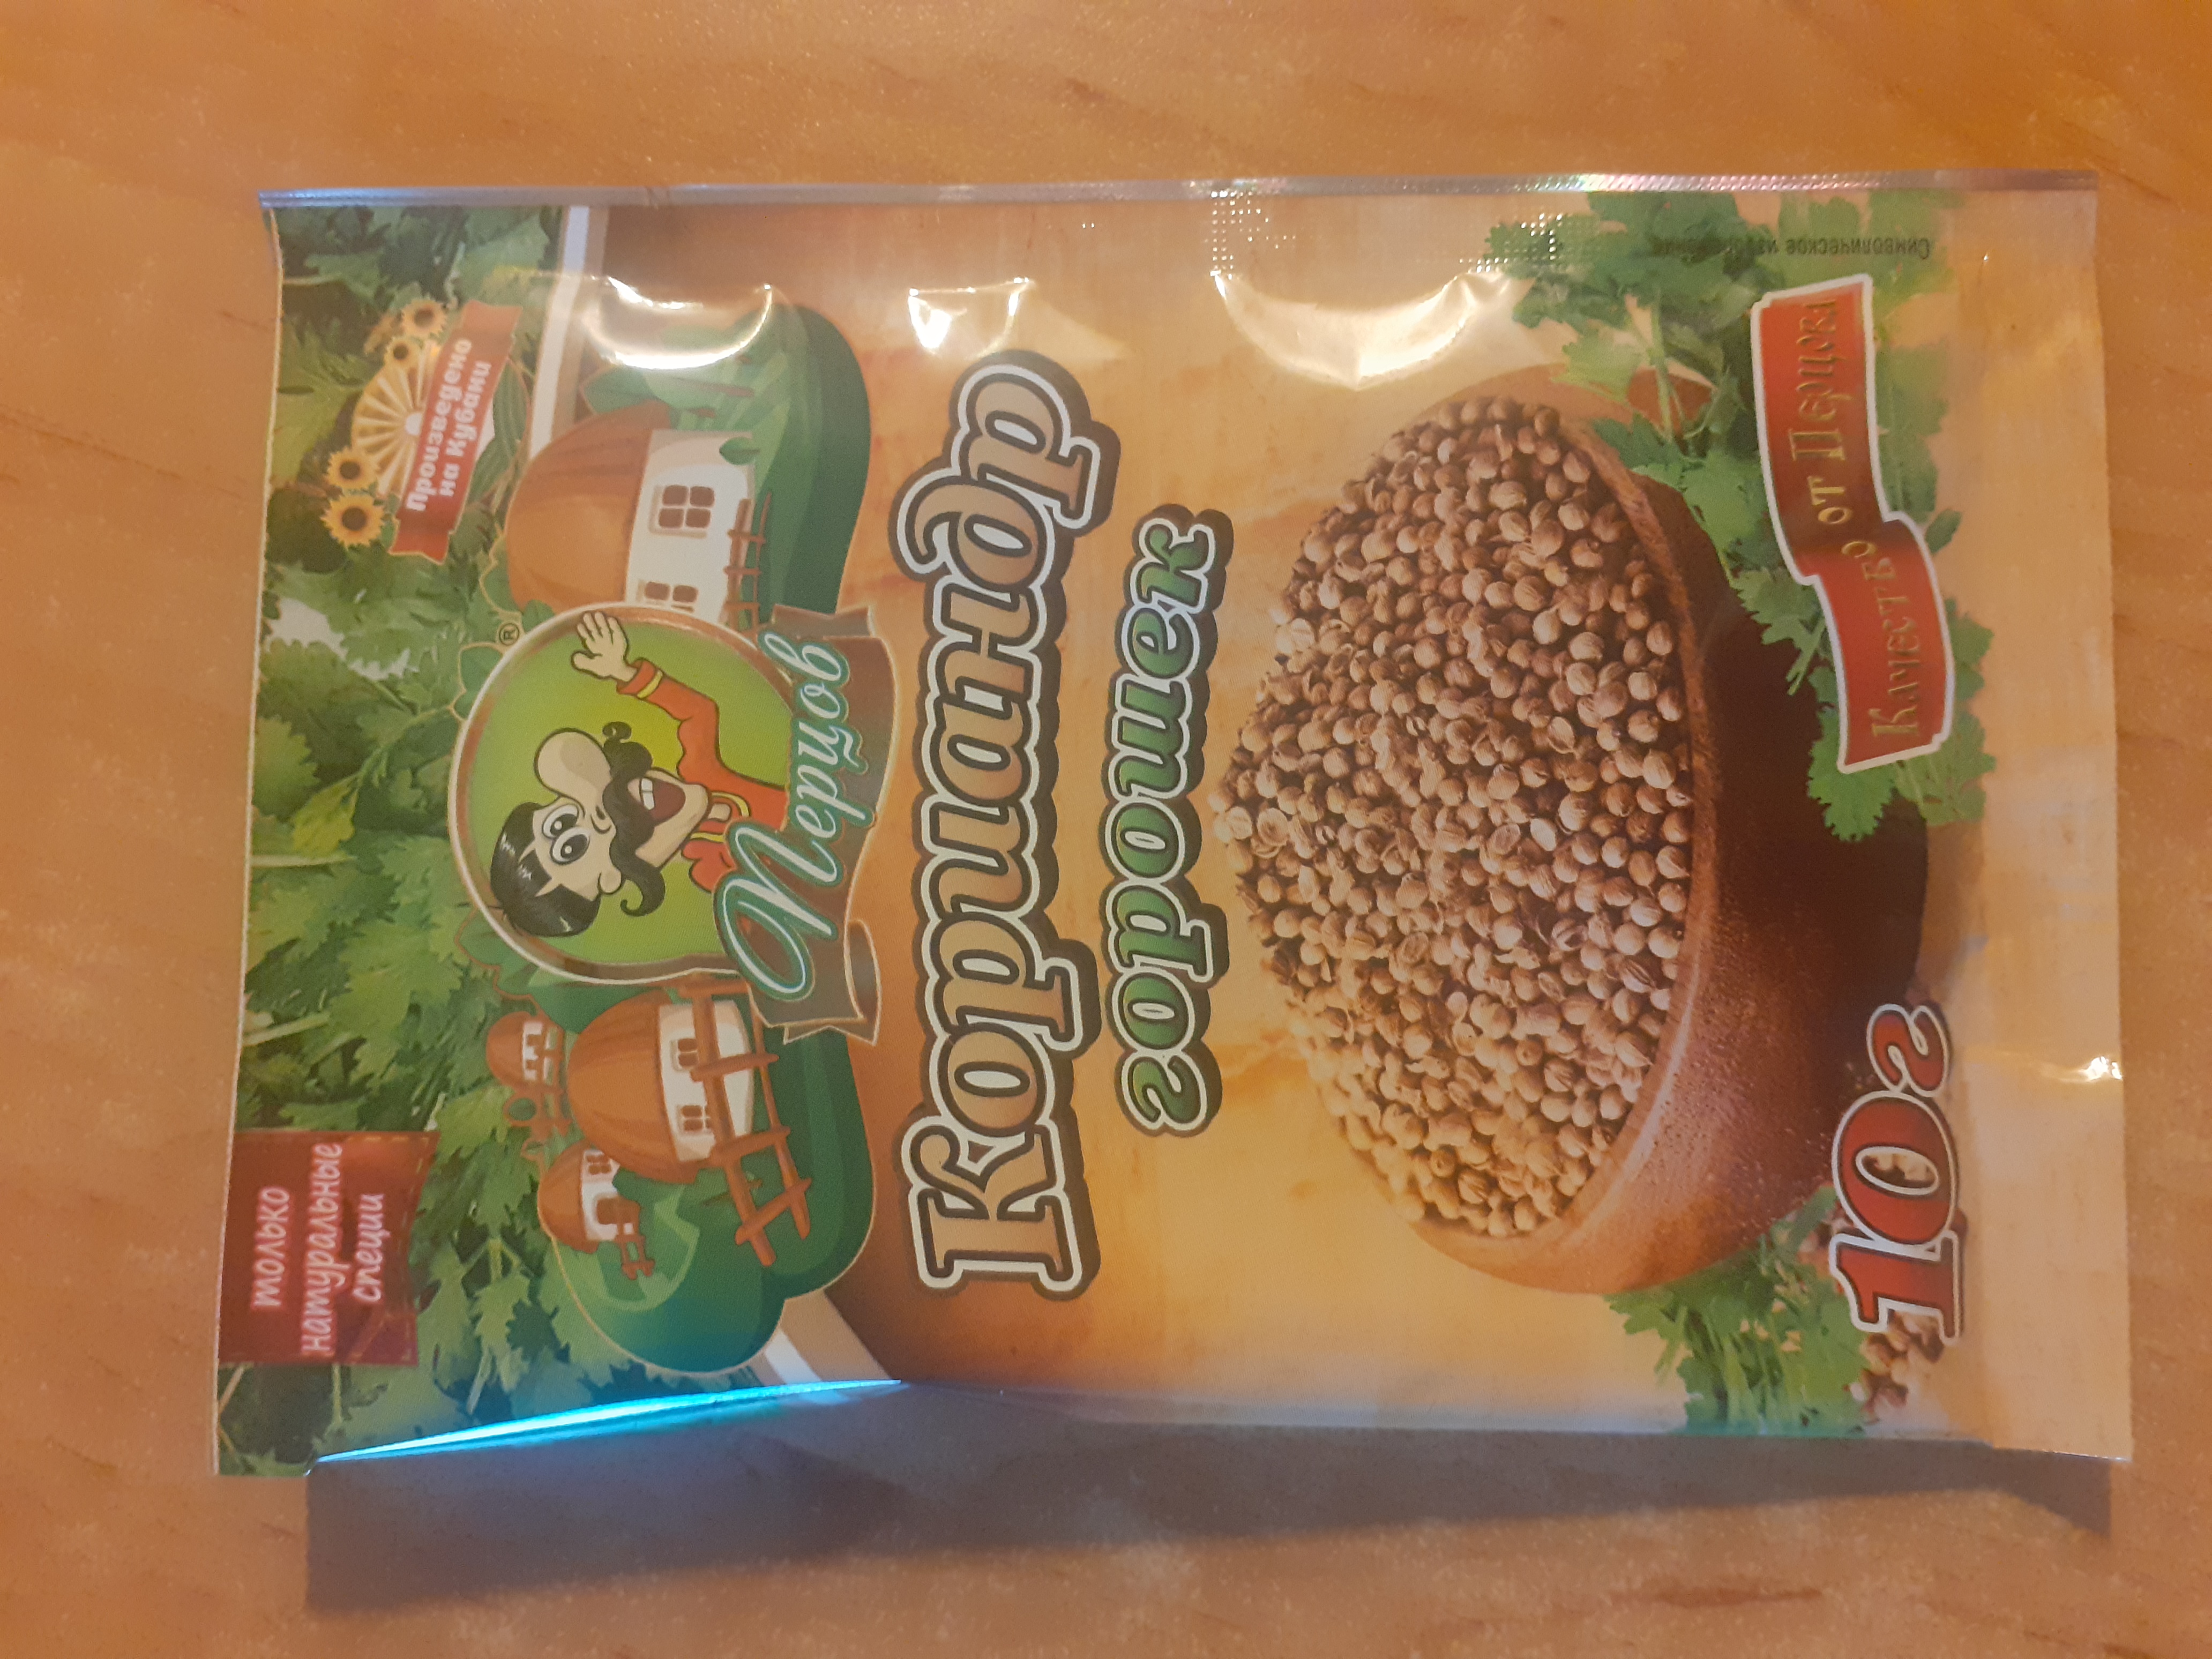 только
натуральные
специи
Произведено
на Кубани
®
Перцов
Кориандр
горошек
Качество от Перцова
10г
Символическое изображение